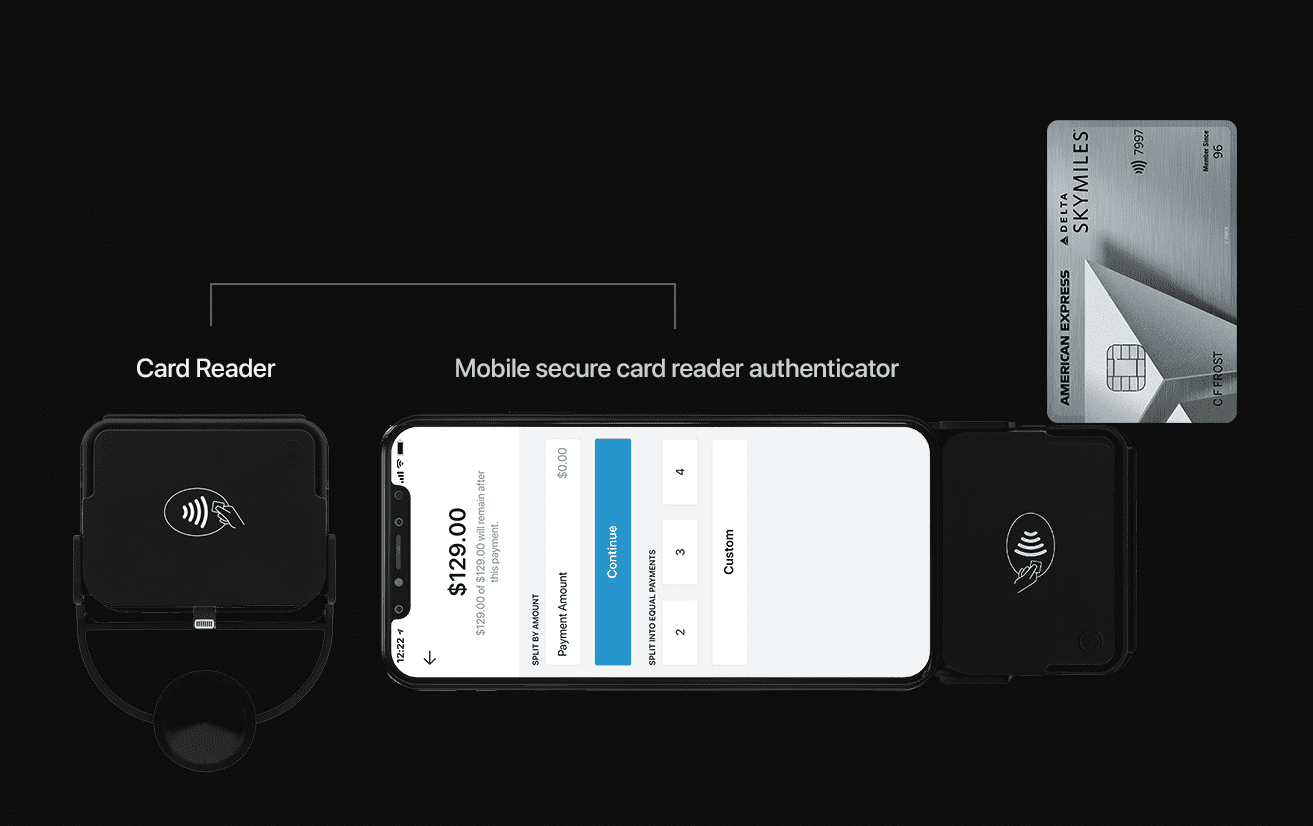 Card Reader
Mobile secure card reader authenticator
12:22
$129.00
$129.00 of $129.00 will remain after
this payment.
SPLIT BY AMOUNT
Payment Amount $0.00
Continue
SPLIT INTO EQUAL PAYMENTS
2 3 4
Custom
AMERICAN EXPRESS
DELTA
SKYMILES
7997
Member Since
96
C F FROST